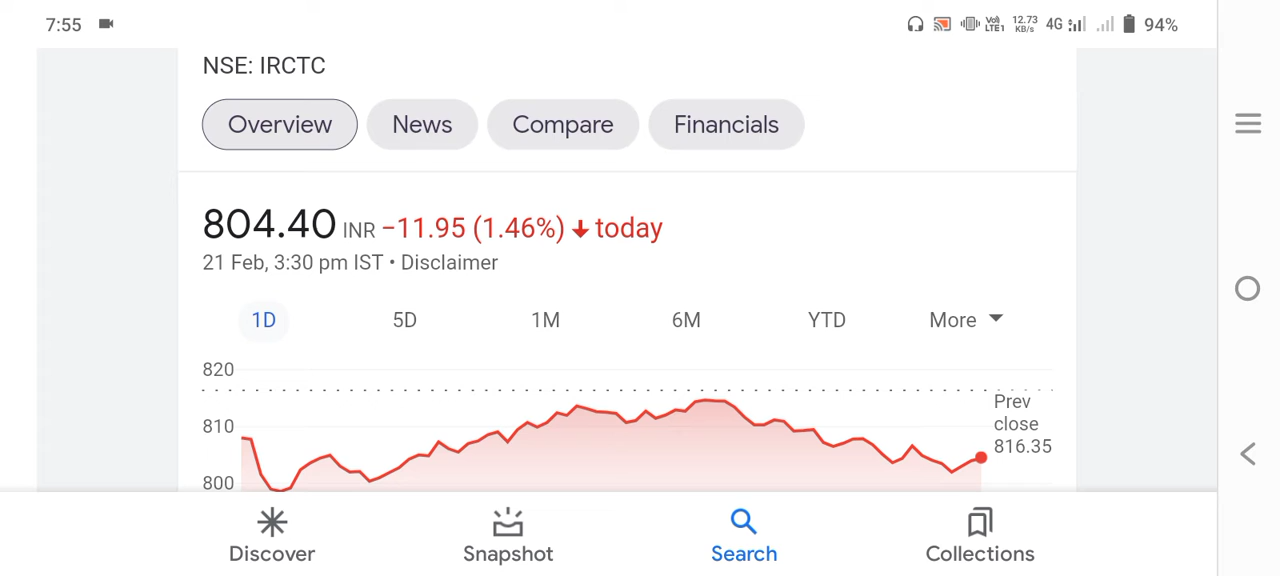 7:55 Vol) LTE1 12.73 KB/s 4G 94%
NSE: IRCTC
Overview News Compare Financials
804.40 INR −11.95 (1.46%) today
21 Feb, 3:30 pm IST • Disclaimer
1D 5D 1M 6M YTD More
820
Prev
close
816.35
810
800
Discover Snapshot Search Collections